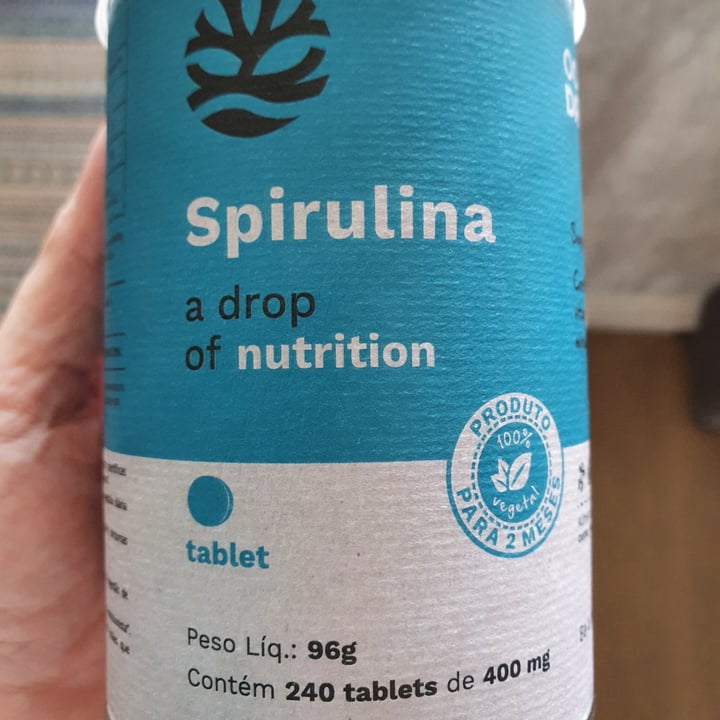 Spirulina
a drop
of nutrition
PRODUTO
100%
vegetal
PARA 2 MESES
tablet
Peso Líq.: 96g
Contém 240 tablets de 400 mg